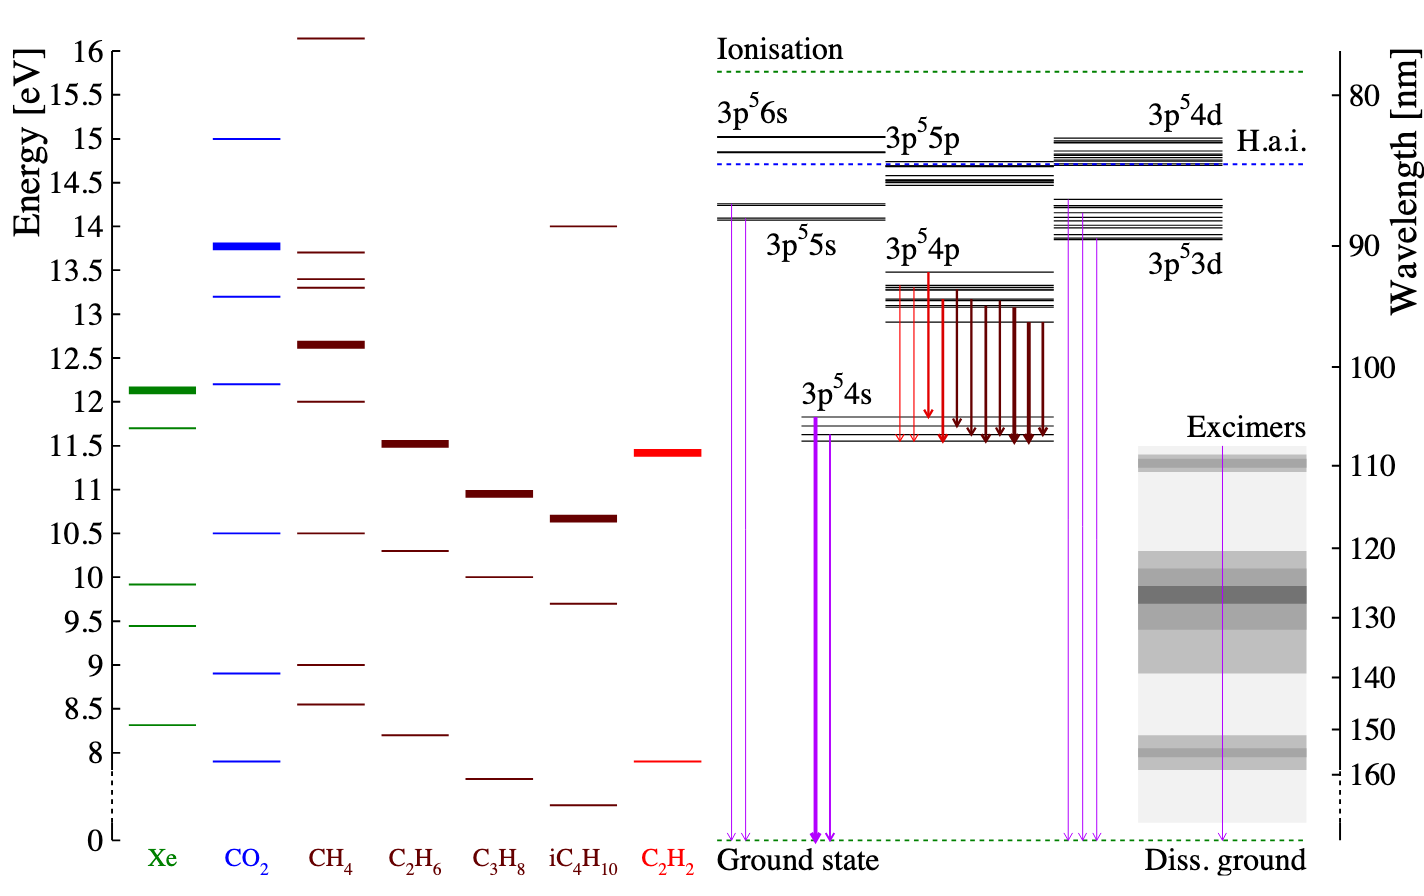 Energy [eV]
16
15.5
15
14.5
14
13.5
13
12.5
12
11.5
11
10.5
10
9.5
9
8.5
8
0
Xe
CO₂
CH₄
C₂H₆
C₃H₈
iC₄H₁₀
C₂H₂
Ionisation
3p⁵6s
3p⁵5p
3p⁵4d
H.a.i.
3p⁵5s
3p⁵4p
3p⁵3d
3p⁵4s
Excimers
Ground state
Diss. ground
Wavelength [nm]
80
90
100
110
120
130
140
150
160